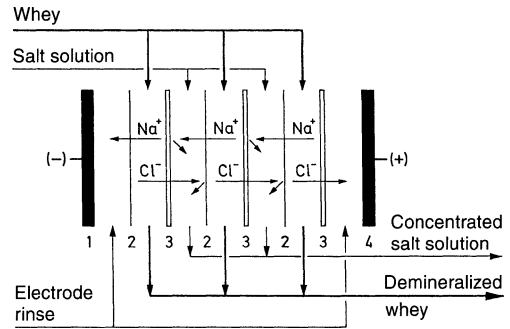 Whey
Salt solution
Na⁺ Na⁺ Na⁺
(−) (+)
Cl⁻ Cl⁻ Cl⁻
1 2 3 2 3 2 3 4
Concentrated
salt solution
Demineralized
whey
Electrode
rinse